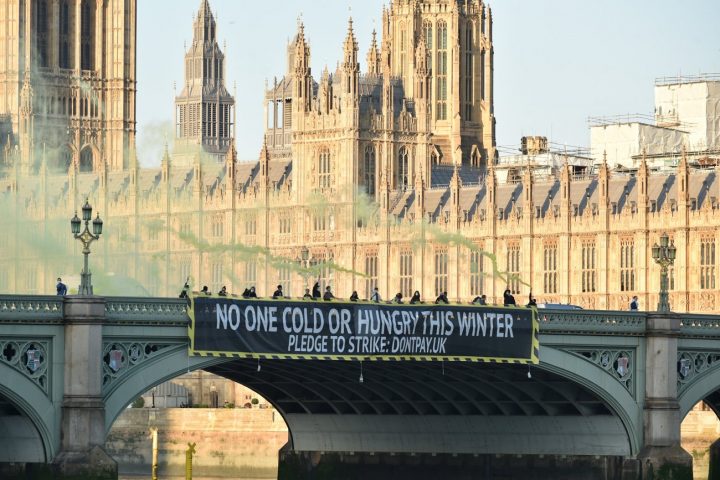 NO ONE COLD OR HUNGRY THIS WINTER
PLEDGE TO STRIKE: DONTPAY.UK